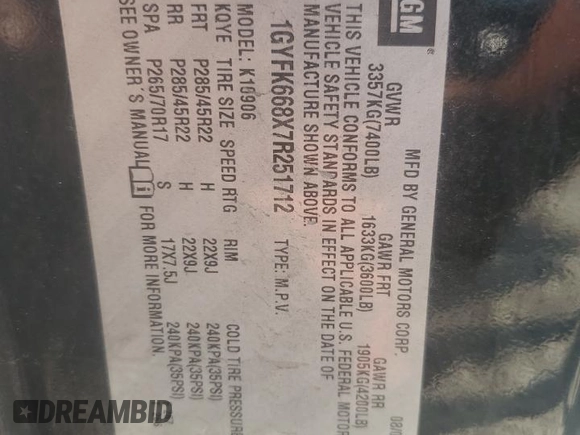 GM
MFD BY GENERAL MOTORS CORP. 08/
GVWR GAWR FRT GAWR RR
3357KG(7400LB) 1633KG(3600LB) 1905KG(4200LB)
THIS VEHICLE CONFORMS TO ALL APPLICABLE U.S. FEDERAL MOTOR
VEHICLE SAFETY STANDARDS IN EFFECT ON THE DATE OF
MANUFACTURE SHOWN ABOVE.
1GYFK668X7R251712 TYPE: M.P.V.
MODEL: K10906
KQYE TIRE SIZE SPEED RTG RIM COLD TIRE PRESSURE
FRT P285/45R22 H 22X9J 240KPA(35PSI)
RR P285/45R22 H 22X9J 240KPA(35PSI)
SPA P265/70R17 S 17X7.5J 240KPA(35PSI)
SEE OWNER'S MANUAL i FOR MORE INFORMATION.
DREAMBID